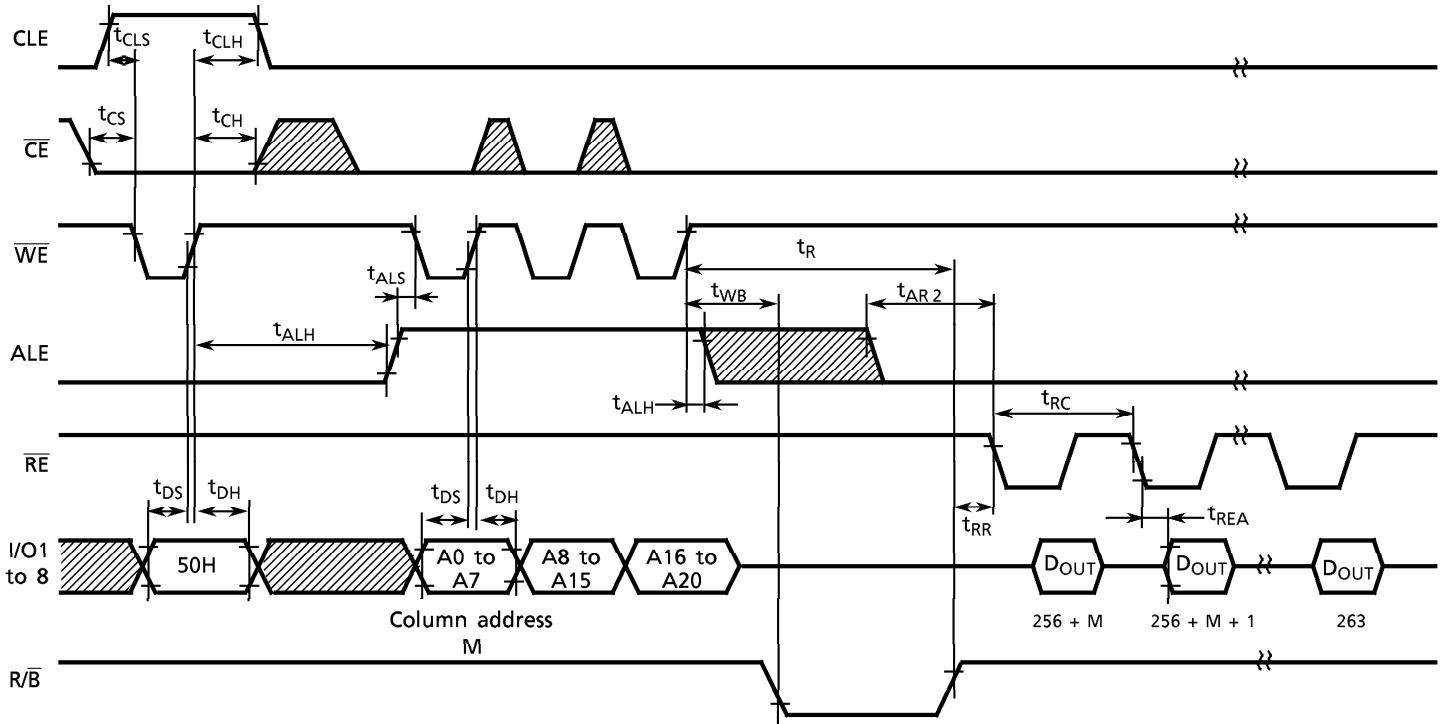 CLE
tCLS
tCLH
CE
tCS
tCH
WE
tALS
tR
tWB
tAR 2
ALE
tALH
tALH
tRC
RE
tDS
tDH
tDS
tDH
tRR
tREA
I/O1
to 8
50H
A0 to
A7
A8 to
A15
A16 to
A20
DOUT
DOUT
DOUT
Column address
M
256 + M
256 + M + 1
263
R/B